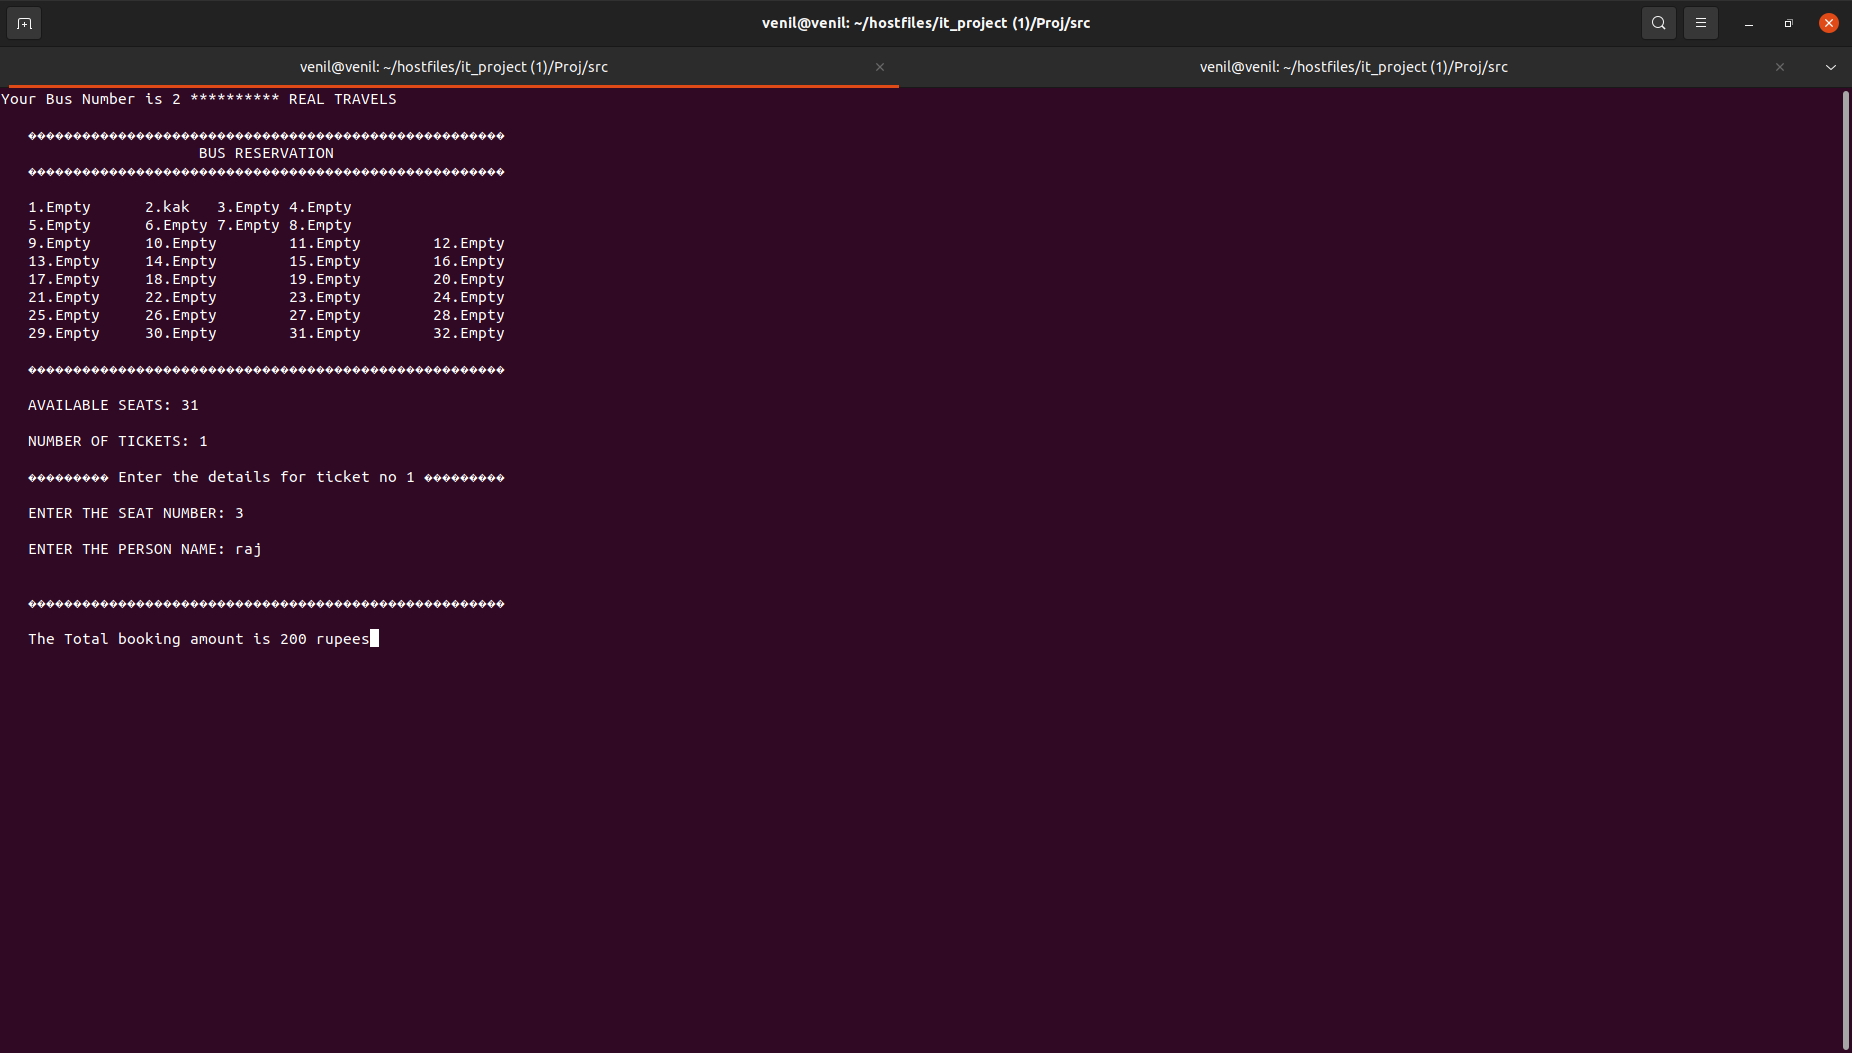 venil@venil: ~/hostfiles/it_project (1)/Proj/src
venil@venil: ~/hostfiles/it_project (1)/Proj/src
venil@venil: ~/hostfiles/it_project (1)/Proj/src
Your Bus Number is 2 ********** REAL TRAVELS
�����������������������������������������������������
BUS RESERVATION
�����������������������������������������������������
1.Empty 2.kak 3.Empty 4.Empty
5.Empty 6.Empty 7.Empty 8.Empty
9.Empty 10.Empty 11.Empty 12.Empty
13.Empty 14.Empty 15.Empty 16.Empty
17.Empty 18.Empty 19.Empty 20.Empty
21.Empty 22.Empty 23.Empty 24.Empty
25.Empty 26.Empty 27.Empty 28.Empty
29.Empty 30.Empty 31.Empty 32.Empty
�����������������������������������������������������
AVAILABLE SEATS: 31
NUMBER OF TICKETS: 1
��������� Enter the details for ticket no 1 ���������
ENTER THE SEAT NUMBER: 3
ENTER THE PERSON NAME: raj
�����������������������������������������������������
The Total booking amount is 200 rupees